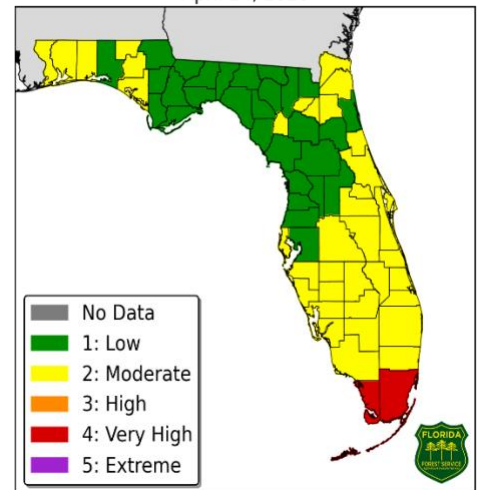 No Data
1: Low
2: Moderate
3: High
4: Very High
5: Extreme
FLORIDA
FOREST SERVICE